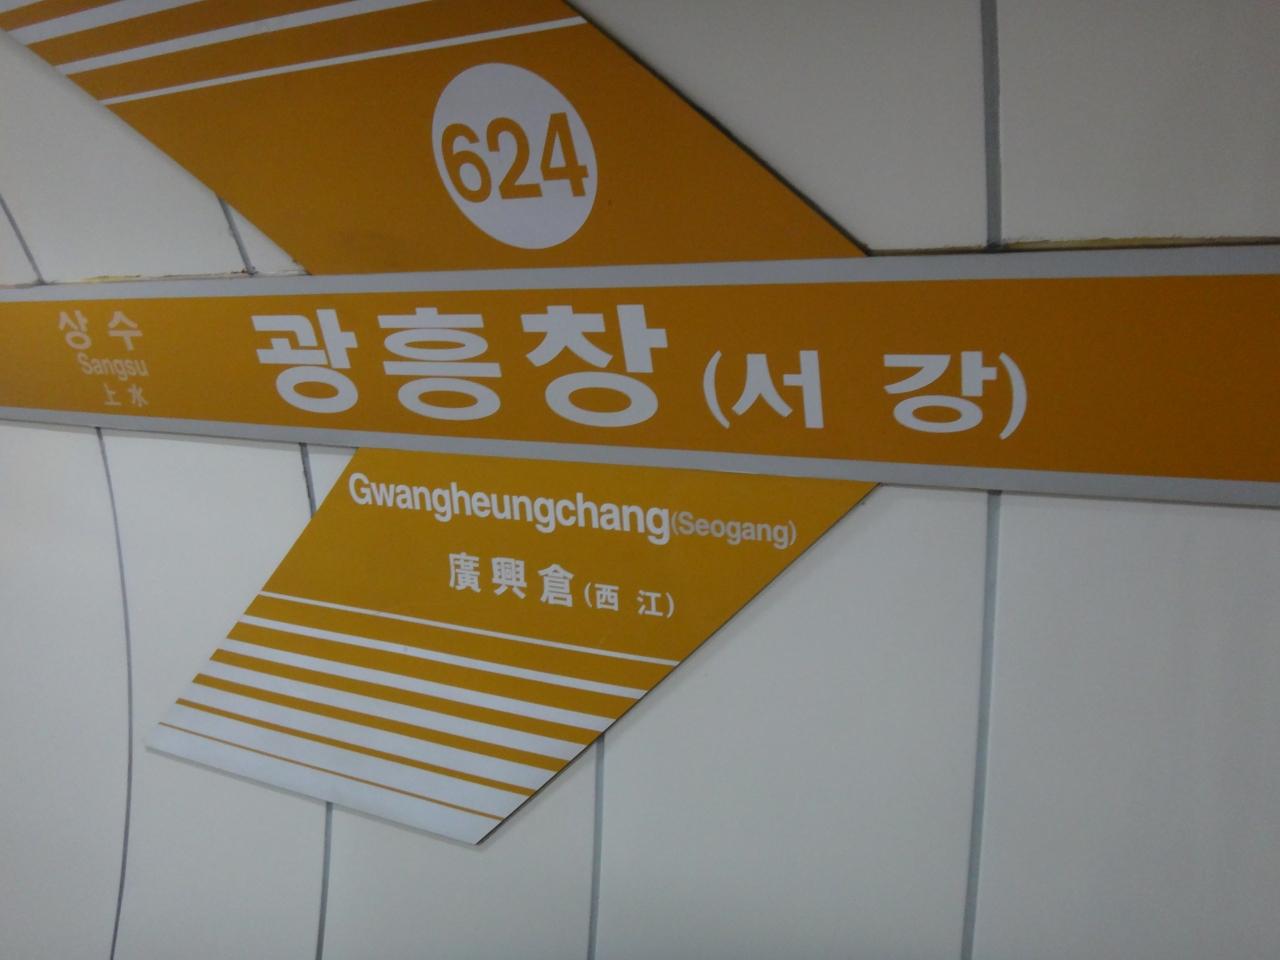 624
상수
Sangsu
上水
광흥창(서강)
Gwangheungchang(Seogang)
廣興倉(西江)